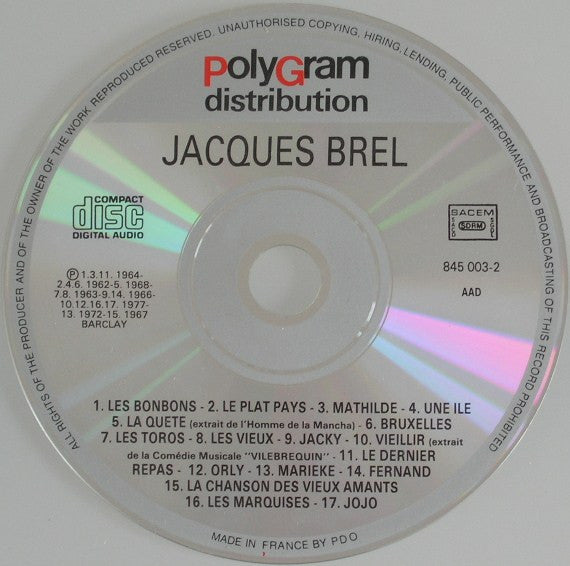 ALL RIGHTS OF THE PRODUCER AND OF THE OWNER OF THE WORK REPRODUCED RESERVED. UNAUTHORISED COPYING, HIRING, LENDING, PUBLIC PERFORMANCE AND BROADCASTING OF THIS RECORD PROHIBITED
PolyGram
distribution
JACQUES BREL
COMPACT
disc
DIGITAL AUDIO
SACEM
SACD
SDRM
SGDL
845 003-2
AAD
Ⓟ 1.3.11. 1964-
2.4.6. 1962-5. 1968-
7.8. 1963-9.14. 1966-
10.12.16.17. 1977-
13. 1972-15. 1967
BARCLAY
1. LES BONBONS - 2. LE PLAT PAYS - 3. MATHILDE - 4. UNE ILE
5. LA QUETE (extrait de l'Homme de la Mancha) - 6. BRUXELLES
7. LES TOROS - 8. LES VIEUX - 9. JACKY - 10. VIEILLIR (extrait
de la Comédie Musicale "VILEBREQUIN" - 11. LE DERNIER
REPAS - 12. ORLY - 13. MARIEKE - 14. FERNAND
15. LA CHANSON DES VIEUX AMANTS
16. LES MARQUISES - 17. JOJO
MADE IN FRANCE BY PDO